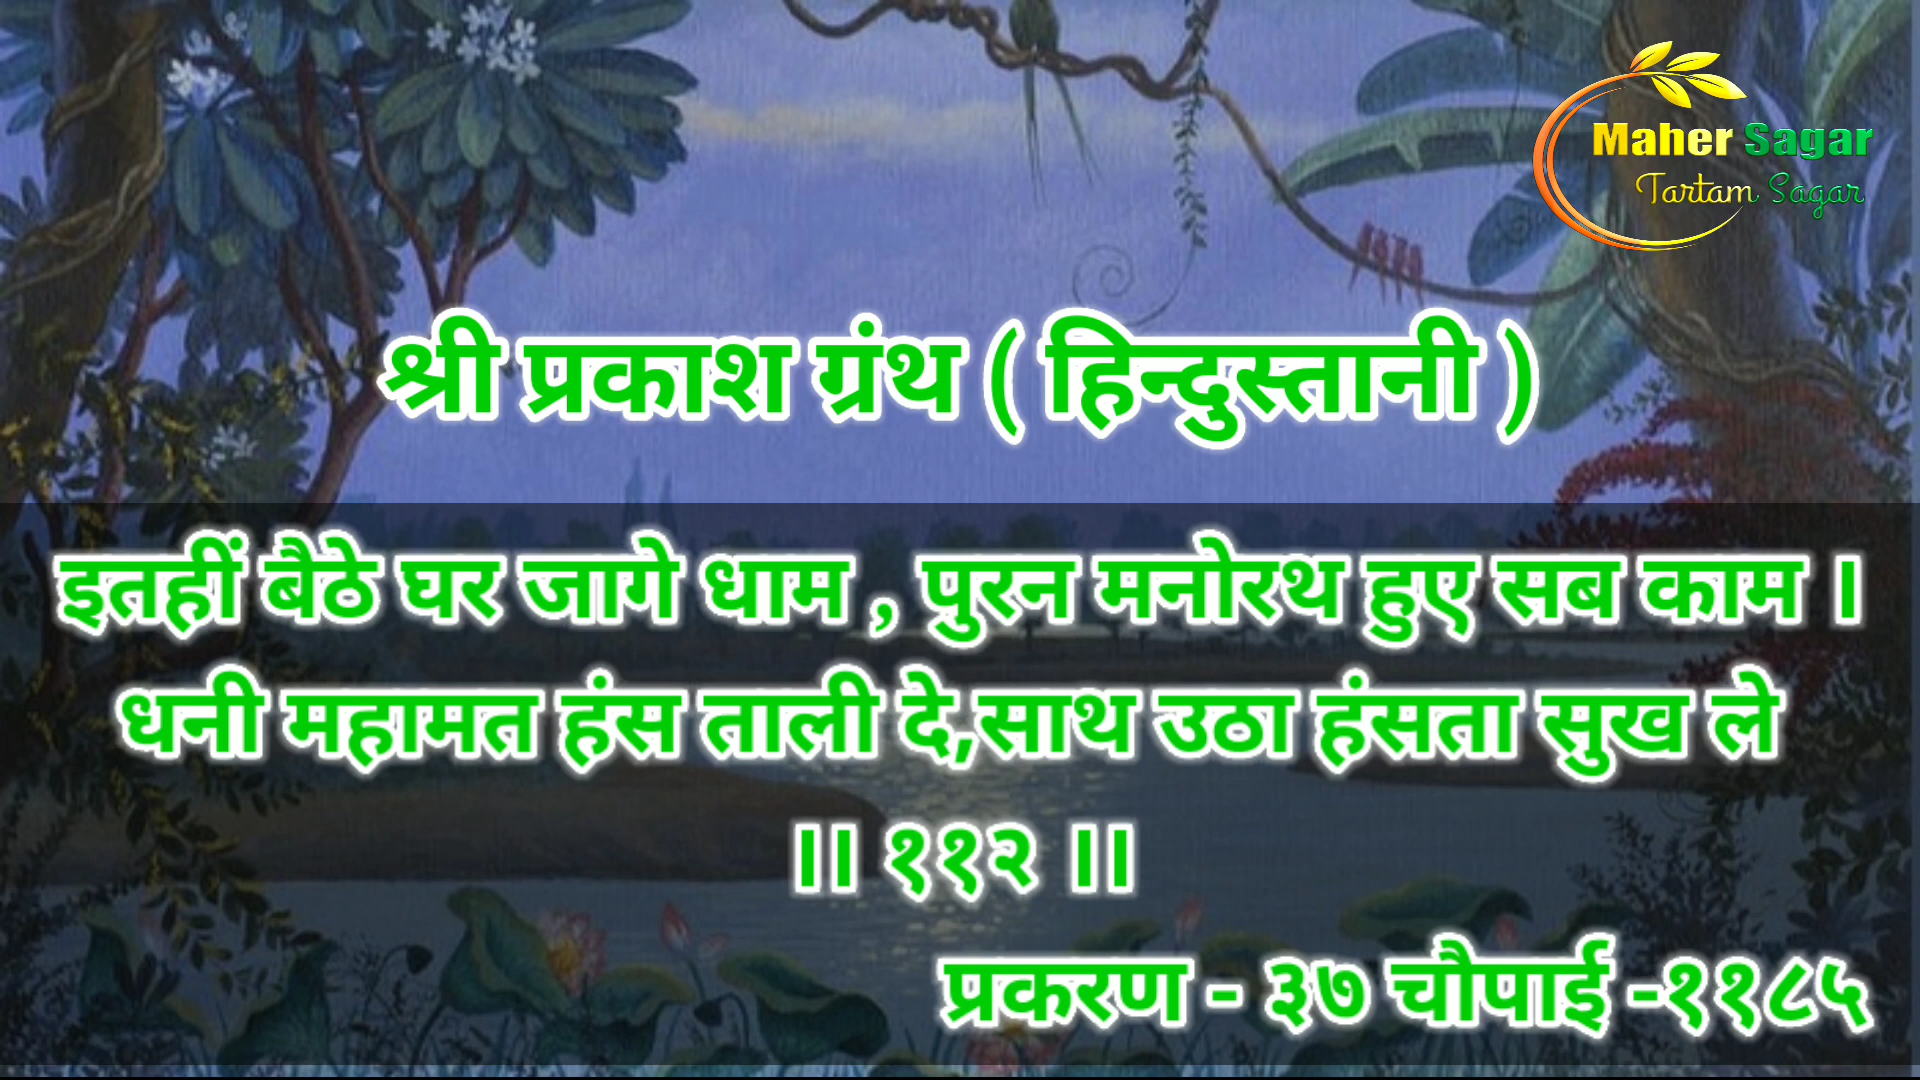 Maher Sagar
Tartam Sagar
श्री प्रकाश ग्रंथ ( हिन्दुस्तानी )
इतहीं बैठे घर जागे धाम , पुरन मनोरथ हुए सब काम ।
धनी महामत हंस ताली दे,साथ उठा हंसता सुख ले
।। ११२ ।।
प्रकरण - ३७ चौपाई -११८५